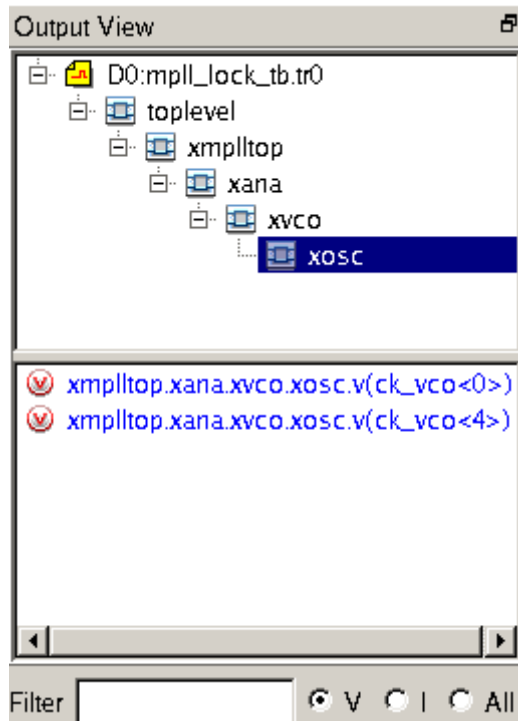 Output View
D0:mpll_lock_tb.tr0
toplevel
xmplltop
xana
xvco
xosc
xmplltop.xana.xvco.xosc.v(ck_vco<0>)
xmplltop.xana.xvco.xosc.v(ck_vco<4>)
Filter V I All